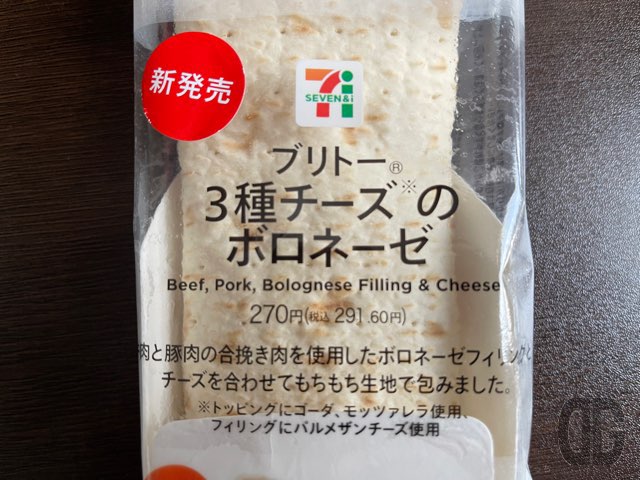 新発売
SEVEN&i
ブリトー®
3種チーズ※の
ボロネーゼ
Beef, Pork, Bolognese Filling & Cheese
270円(税込 291.60円)
肉と豚肉の合挽き肉を使用したボロネーゼフィリング
チーズを合わせてもちもち生地で包みました。
※トッピングにゴーダ、モッツァレラ使用、
フィリングにパルメザンチーズ使用